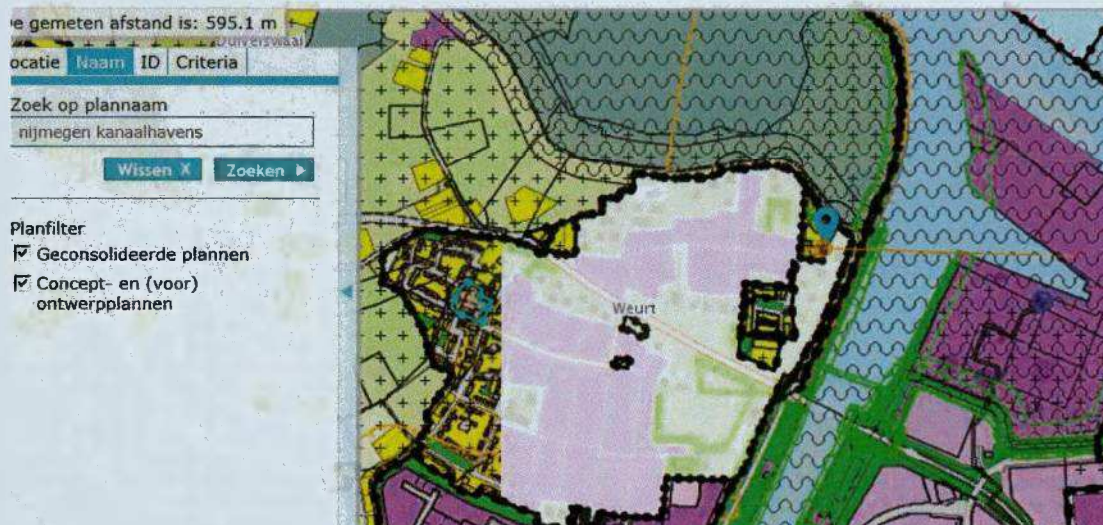 e gemeten afstand is: 595.1 m
ocatie Naam ID Criteria
Zoek op plannaam
nijmegen kanaalhavens
Wissen X Zoeken
Planfilter
Geconsolideerde plannen
Concept- en (voor)
ontwerpplannen
Weurt